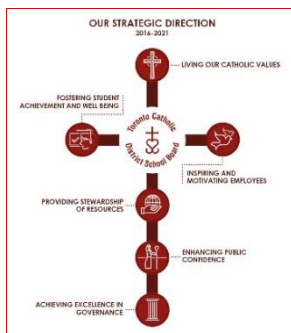 OUR STRATEGIC DIRECTION
2016-2021
LIVING OUR CATHOLIC VALUES
FOSTERING STUDENT
ACHIEVEMENT AND WELL BEING
Toronto Catholic
District School Board
INSPIRING AND
MOTIVATING EMPLOYEES
PROVIDING STEWARDSHIP
OF RESOURCES
ENHANCING PUBLIC
CONFIDENCE
ACHIEVING EXCELLENCE IN
GOVERNANCE